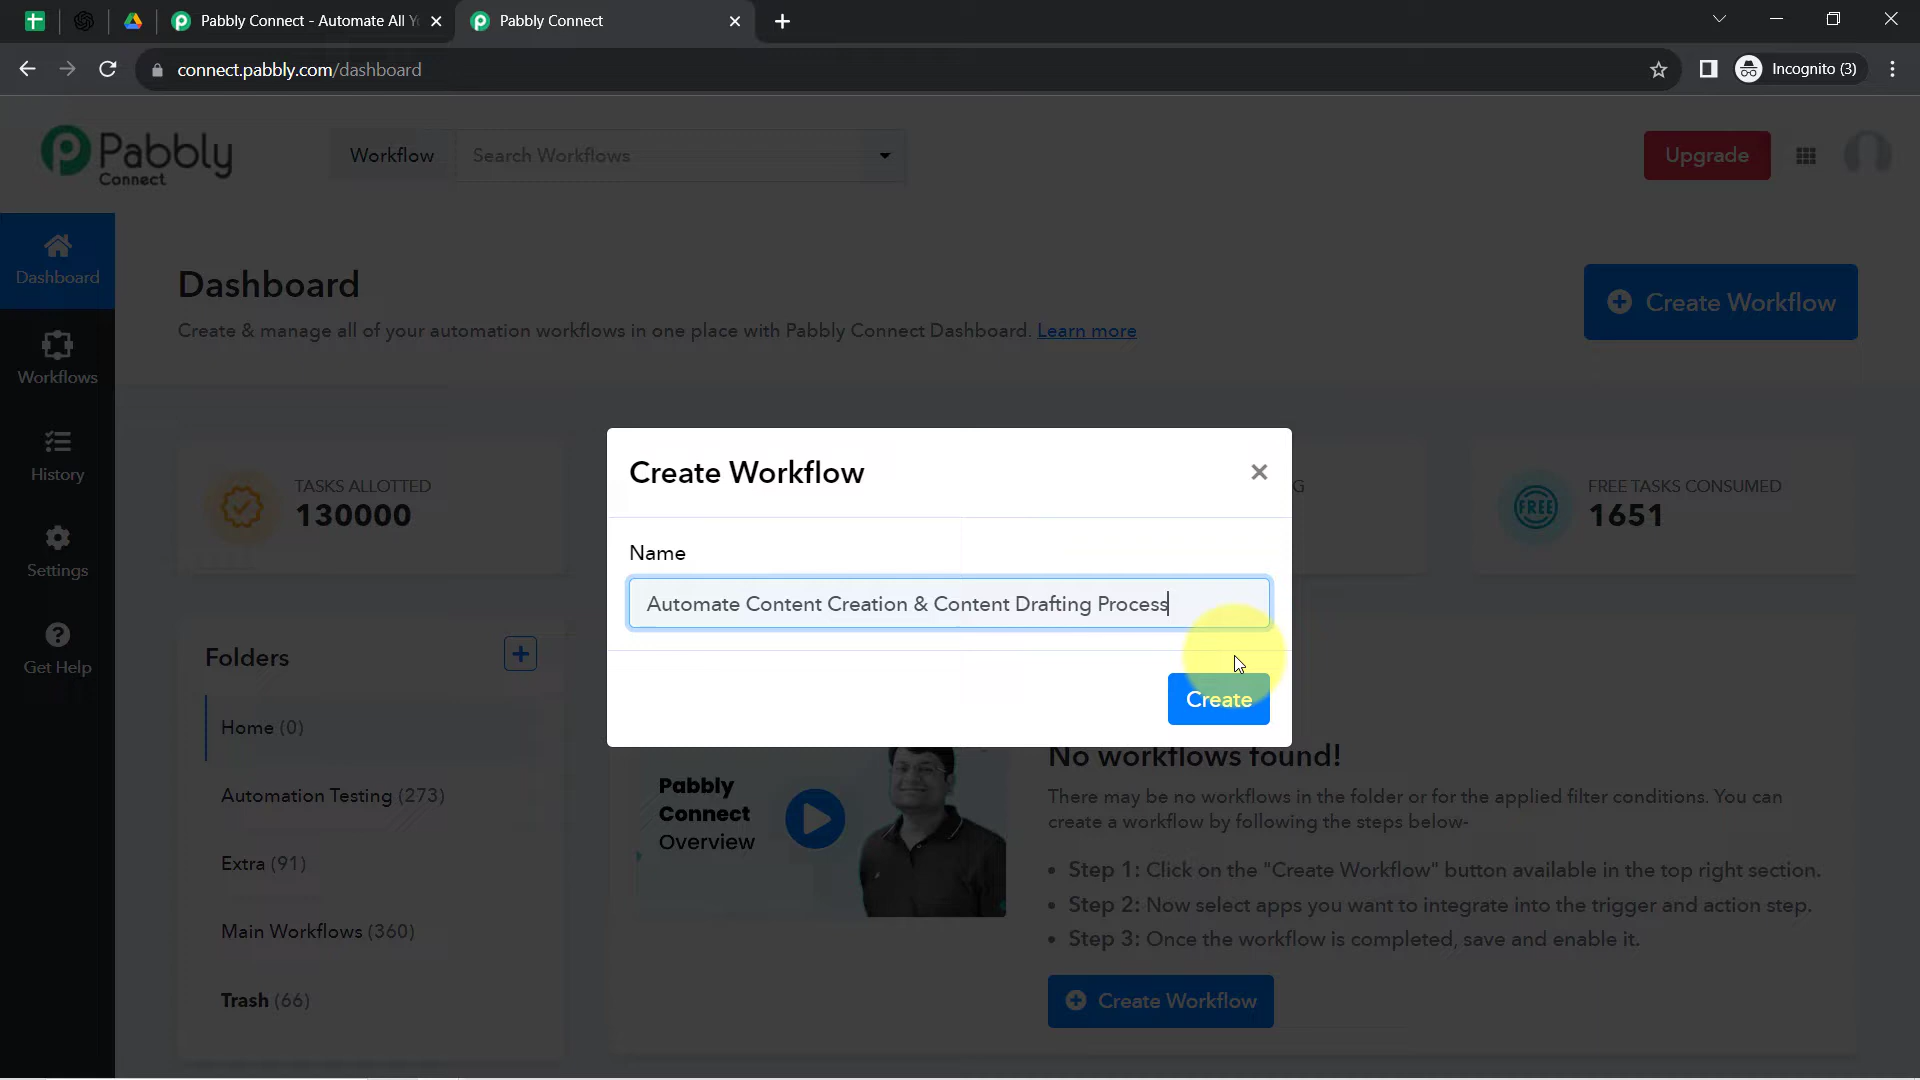 Pabbly Connect - Automate All Y
Pabbly Connect
connect.pabbly.com/dashboard
Incognito (3)
Pabbly
Connect
Workflow
Search Workflows
Upgrade
Dashboard
Workflows
History
Settings
Get Help
Dashboard
Create & manage all of your automation workflows in one place with Pabbly Connect Dashboard. Learn more
Create Workflow
TASKS ALLOTTED
130000
G
FREE TASKS CONSUMED
FREE
1651
Create Workflow
Name
Automate Content Creation & Content Drafting Process
Create
Folders
Home (0)
Automation Testing (273)
Extra (91)
Main Workflows (360)
Trash (66)
Pabbly
Connect
Overview
No workflows found!
There may be no workflows in the folder or for the applied filter conditions. You can
create a workflow by following the steps below-
• Step 1: Click on the "Create Workflow" button available in the top right section.
• Step 2: Now select apps you want to integrate into the trigger and action step.
• Step 3: Once the workflow is completed, save and enable it.
Create Workflow